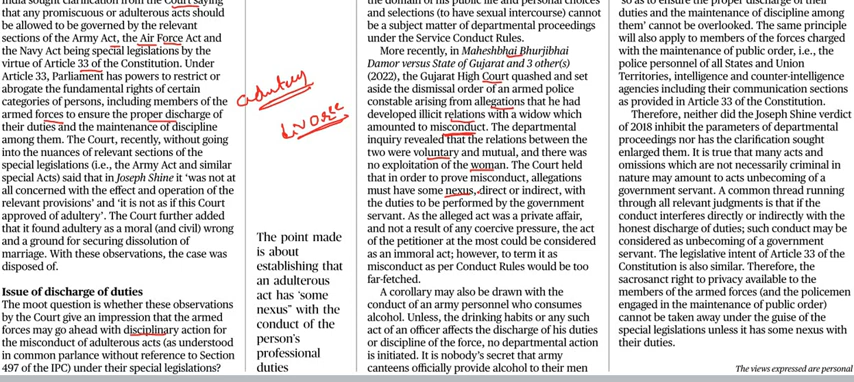 India sought clarification from the Court saying
that any promiscuous or adulterous acts should
be allowed to be governed by the relevant
sections of the Army Act, the Air Force Act and
the Navy Act being special legislations by the
virtue of Article 33 of the Constitution. Under
Article 33, Parliament has powers to restrict or
abrogate the fundamental rights of certain
categories of persons, including members of the
armed forces to ensure the proper discharge of
their duties and the maintenance of discipline
among them. The Court, recently, without going
into the nuances of relevant sections of the
special legislations (i.e., the Army Act and similar
special Acts) said that in Joseph Shine it ‘was not at
all concerned with the effect and operation of the
relevant provisions’ and ‘it is not as if this Court
approved of adultery’. The Court further added
that it found adultery as a moral (and civil) wrong
and a ground for securing dissolution of
marriage. With these observations, the case was
disposed of.
Issue of discharge of duties
The moot question is whether these observations
by the Court give an impression that the armed
forces may go ahead with disciplinary action for
the misconduct of adulterous acts (as understood
in common parlance without reference to Section
497 of the IPC) under their special legislations?
adultery
divorce
The point made
is about
establishing that
an adulterous
act has ‘some
nexus” with the
conduct of the
person’s
professional
duties
the domain of his public life and personal choices
and selections (to have sexual intercourse) cannot
be a subject matter of departmental proceedings
under the Service Conduct Rules.
More recently, in Maheshbhai Bhurjibhai
Damor versus State of Gujarat and 3 other(s)
(2022), the Gujarat High Court quashed and set
aside the dismissal order of an armed police
constable arising from allegations that he had
developed illicit relations with a widow which
amounted to misconduct. The departmental
inquiry revealed that the relations between the
two were voluntary and mutual, and there was
no exploitation of the woman. The Court held
that in order to prove misconduct, allegations
must have some nexus, direct or indirect, with
the duties to be performed by the government
servant. As the alleged act was a private affair,
and not a result of any coercive pressure, the act
of the petitioner at the most could be considered
as an immoral act; however, to term it as
misconduct as per Conduct Rules would be too
far-fetched.
A corollary may also be drawn with the
conduct of an army personnel who consumes
alcohol. Unless, the drinking habits or any such
act of an officer affects the discharge of his duties
or discipline of the force, no departmental action
is initiated. It is nobody’s secret that army
canteens officially provide alcohol to their men
‘so as to ensure the proper discharge of their
duties and the maintenance of discipline among
them’ cannot be overlooked. The same principle
will also apply to members of the forces charged
with the maintenance of public order, i.e., the
police personnel of all States and Union
Territories, intelligence and counter-intelligence
agencies including their communication sections
as provided in Article 33 of the Constitution.
Therefore, neither did the Joseph Shine verdict
of 2018 inhibit the parameters of departmental
proceedings nor has the clarification sought
enlarged them. It is true that many acts and
omissions which are not necessarily criminal in
nature may amount to acts unbecoming of a
government servant. A common thread running
through all relevant judgments is that if the
conduct interferes directly or indirectly with the
honest discharge of duties; such conduct may be
considered as unbecoming of a government
servant. The legislative intent of Article 33 of the
Constitution is also similar. Therefore, the
sacrosanct right to privacy available to the
members of the armed forces (and the policemen
engaged in the maintenance of public order)
cannot be taken away under the guise of the
special legislations unless it has some nexus with
their duties.
The views expressed are personal